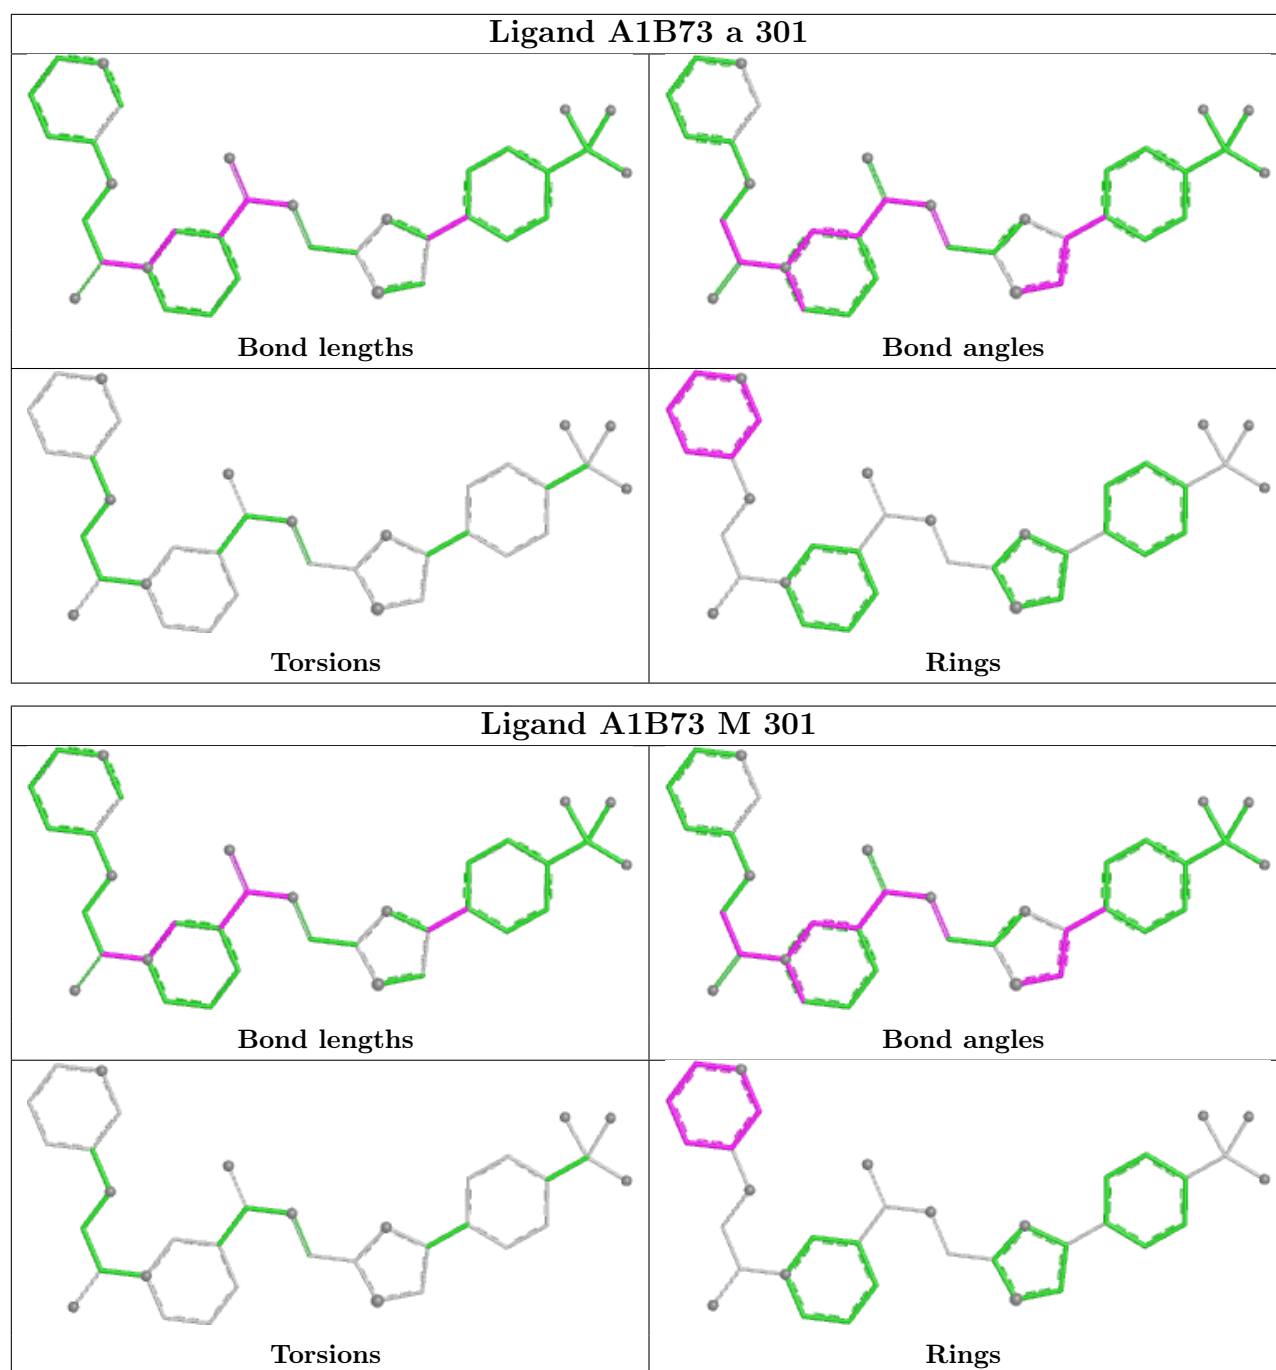 Ligand A1B73 a 301
Bond lengths
Bond angles
Torsions
Rings
Ligand A1B73 M 301
Bond lengths
Bond angles
Torsions
Rings